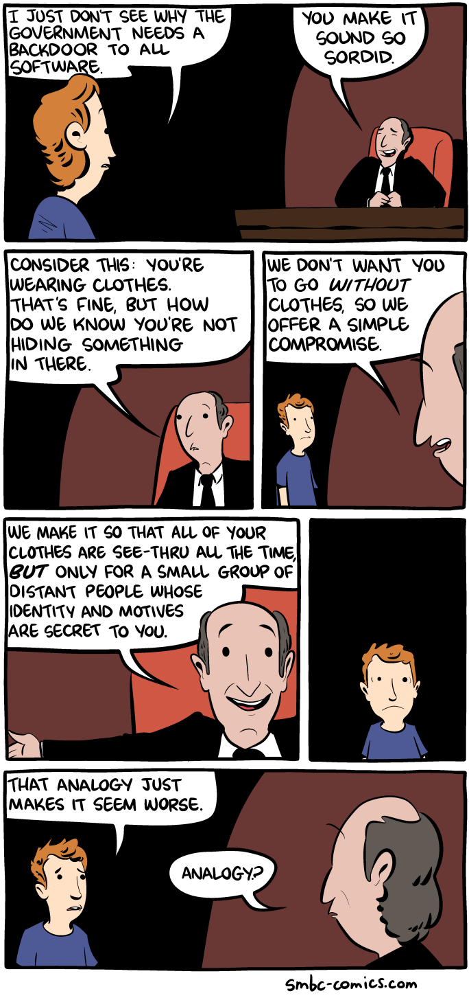 I JUST DON'T SEE WHY THE
GOVERNMENT NEEDS A
BACKDOOR TO ALL
SOFTWARE.
YOU MAKE IT
SOUND SO
SORDID.
CONSIDER THIS: YOU'RE
WEARING CLOTHES.
THAT'S FINE, BUT HOW
DO WE KNOW YOU'RE NOT
HIDING SOMETHING
IN THERE.
WE DON'T WANT YOU
TO GO WITHOUT
CLOTHES, SO WE
OFFER A SIMPLE
COMPROMISE.
WE MAKE IT SO THAT ALL OF YOUR
CLOTHES ARE SEE-THRU ALL THE TIME,
BUT ONLY FOR A SMALL GROUP OF
DISTANT PEOPLE WHOSE
IDENTITY AND MOTIVES
ARE SECRET TO YOU.
THAT ANALOGY JUST
MAKES IT SEEM WORSE.
ANALOGY?
smbc-comics.com